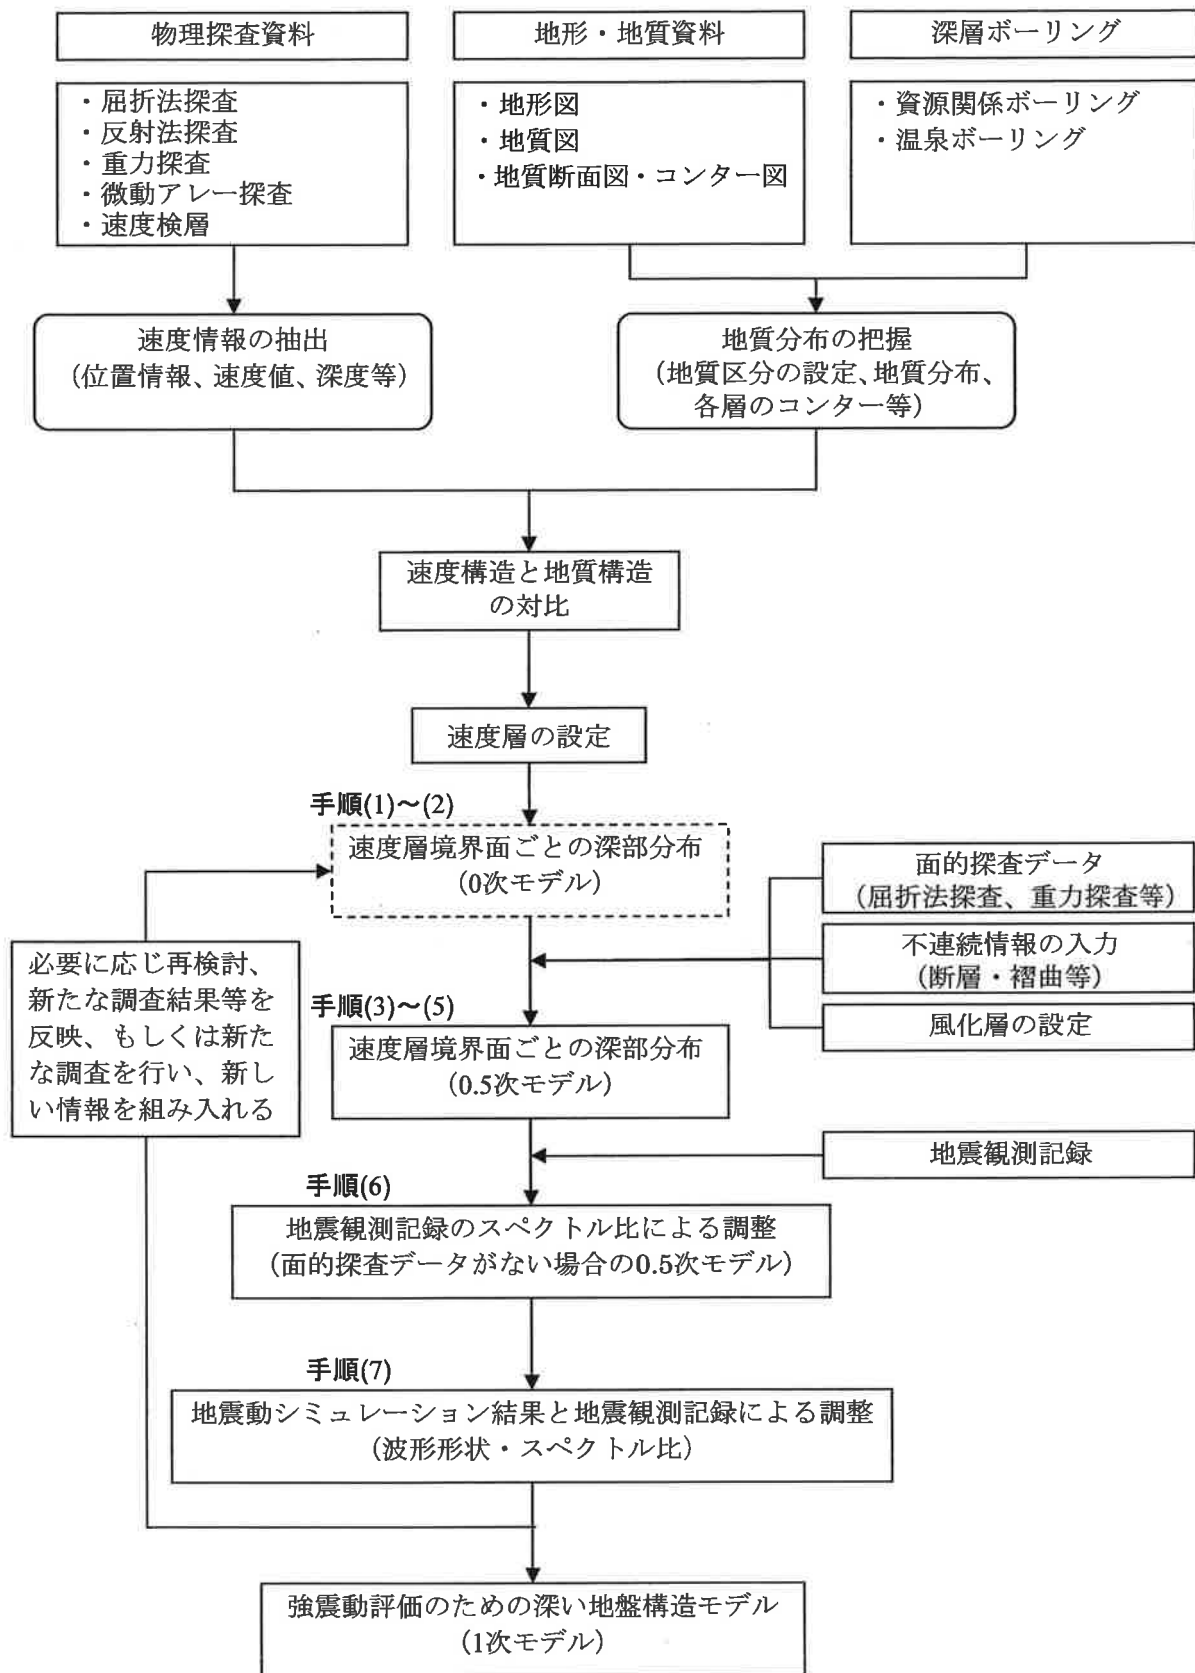 物理探査資料
地形・地質資料
深層ボーリング
・屈折法探査
・反射法探査
・重力探査
・微動アレー探査
・速度検層
・地形図
・地質図
・地質断面図・コンター図
・資源関係ボーリング
・温泉ボーリング
速度情報の抽出
（位置情報、速度値、深度等）
地質分布の把握
（地質区分の設定、地質分布、
各層のコンター等）
速度構造と地質構造
の対比
速度層の設定
手順(1)～(2)
速度層境界面ごとの深部分布
（0次モデル）
面的探査データ
（屈折法探査、重力探査等）
不連続情報の入力
（断層・褶曲等）
風化層の設定
必要に応じ再検討、
新たな調査結果等を
反映、もしくは新た
な調査を行い、新し
い情報を組み入れる
手順(3)～(5)
速度層境界面ごとの深部分布
（0.5次モデル）
地震観測記録
手順(6)
地震観測記録のスペクトル比による調整
（面的探査データがない場合の0.5次モデル）
手順(7)
地震動シミュレーション結果と地震観測記録による調整
（波形形状・スペクトル比）
強震動評価のための深い地盤構造モデル
（1次モデル）